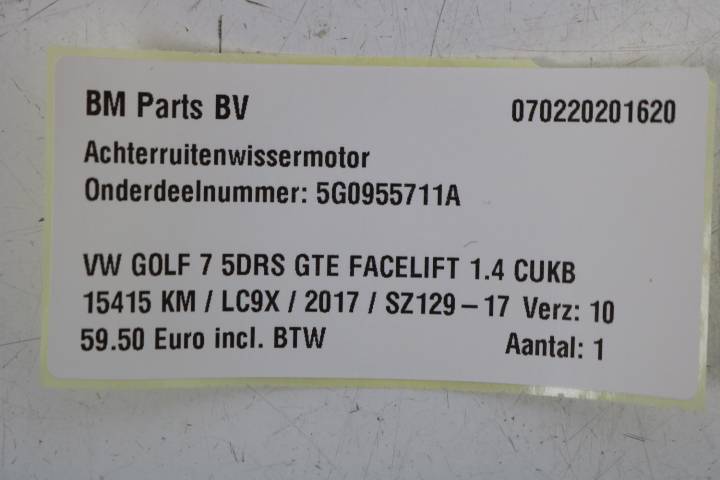 BM Parts BV 070220201620
Achterruitenwissermotor
Onderdeelnummer: 5G0955711A
VW GOLF 7 5DRS GTE FACELIFT 1.4 CUKB
15415 KM / LC9X / 2017 / SZ129-17 Verz: 10
59.50 Euro incl. BTW Aantal: 1